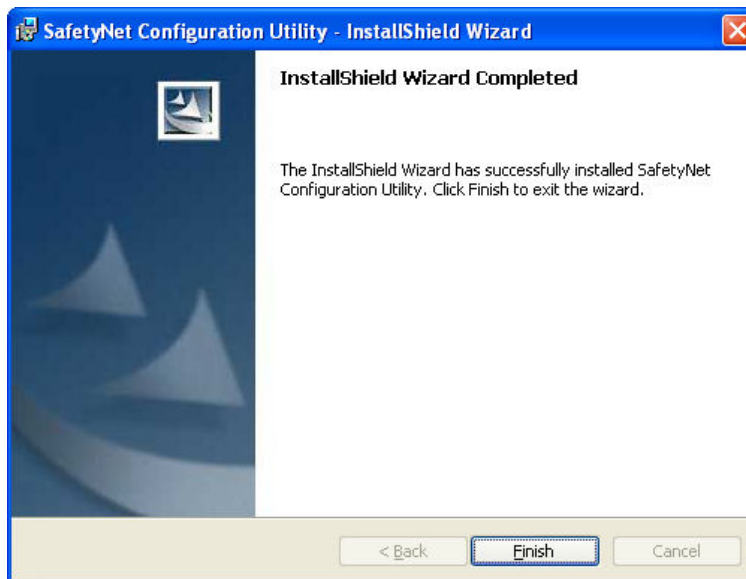 SafetyNet Configuration Utility - InstallShield Wizard
InstallShield Wizard Completed
The InstallShield Wizard has successfully installed SafetyNet
Configuration Utility. Click Finish to exit the wizard.
< Back
Finish
Cancel